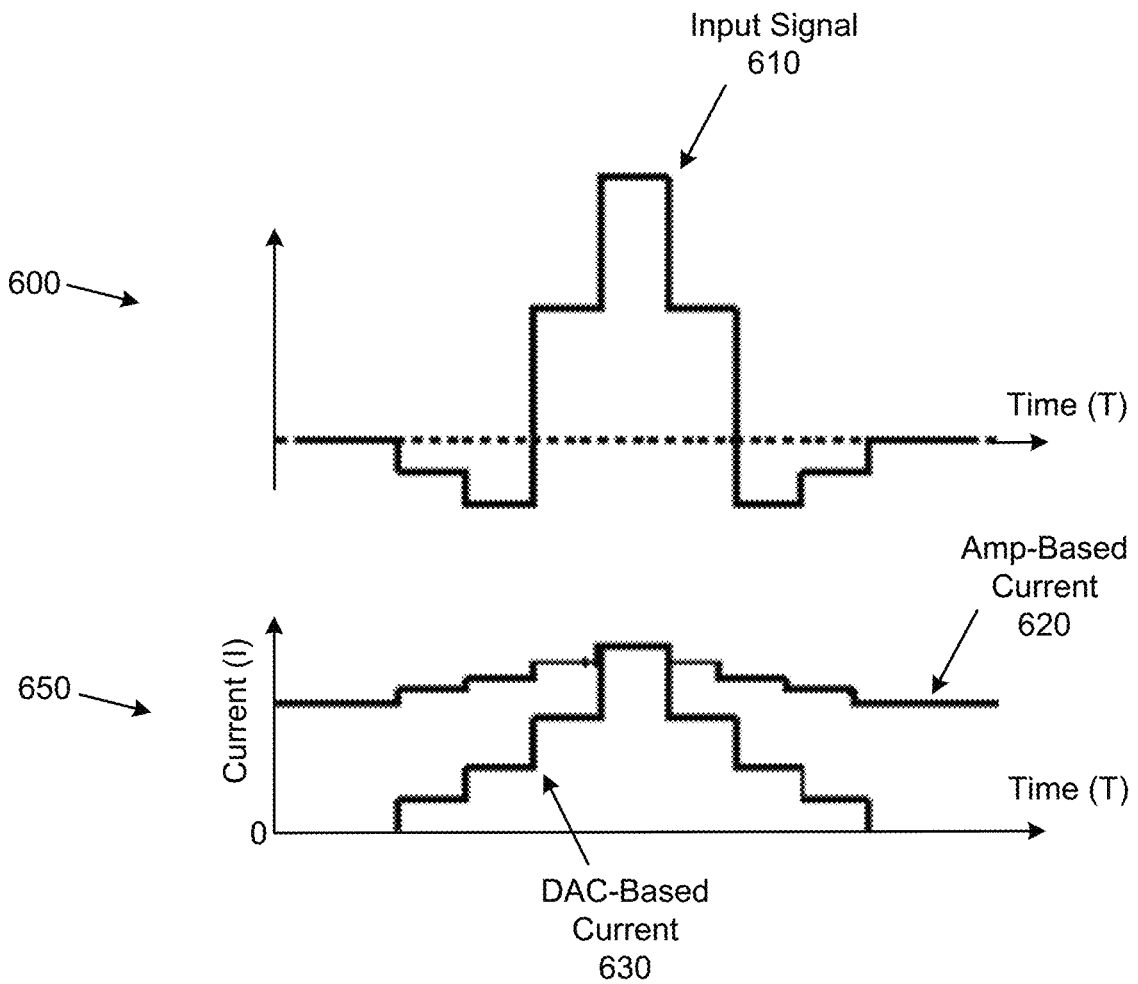 Input Signal
610
600
Time (T)
Amp-Based
Current
620
650
Current (I)
Time (T)
0
DAC-Based
Current
630